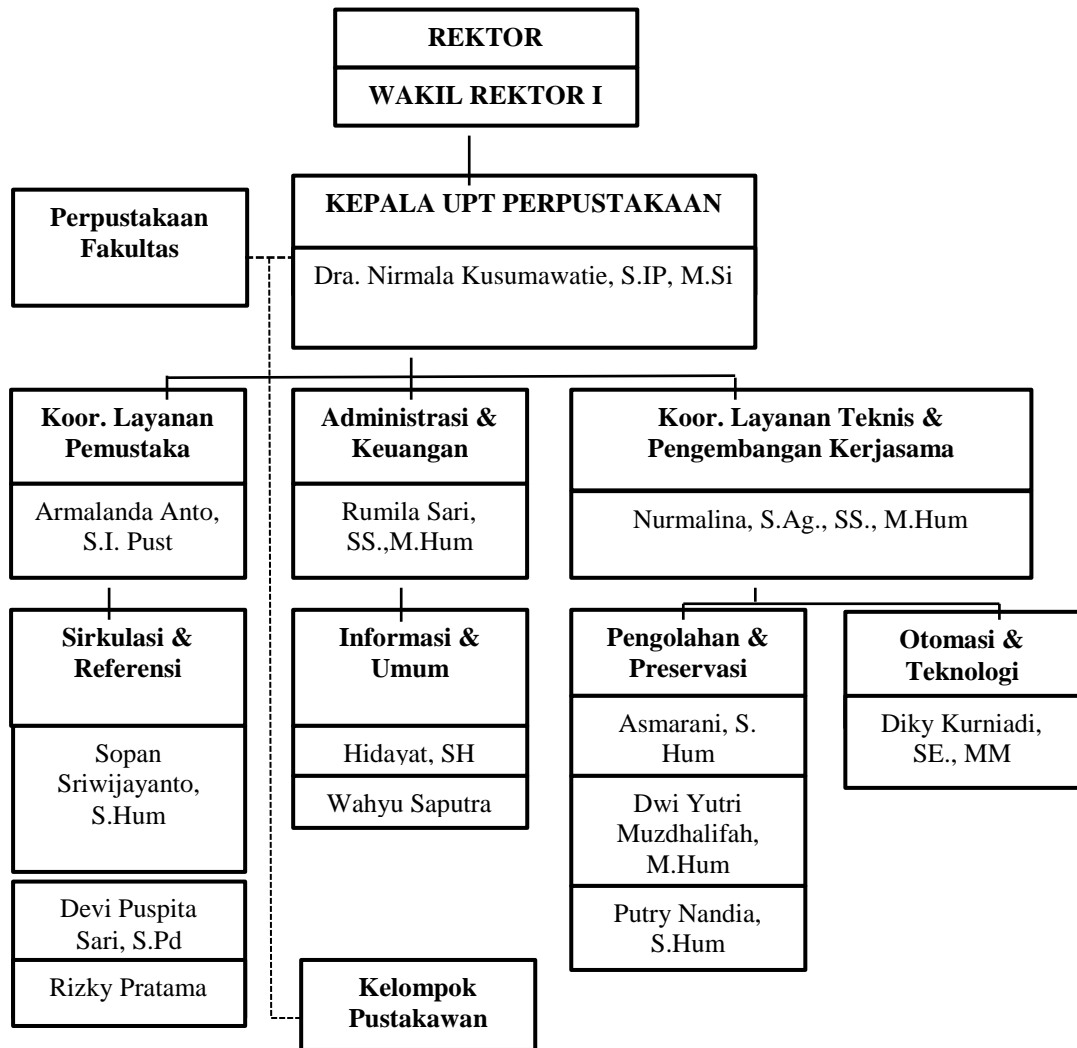 REKTOR
WAKIL REKTOR I
Perpustakaan
Fakultas
KEPALA UPT PERPUSTAKAAN
Dra. Nirmala Kusumawatie, S.IP, M.Si
Koor. Layanan
Pemustaka
Armalanda Anto,
S.I. Pust
Administrasi &
Keuangan
Rumila Sari,
SS.,M.Hum
Koor. Layanan Teknis &
Pengembangan Kerjasama
Nurmalina, S.Ag., SS., M.Hum
Sirkulasi &
Referensi
Sopan
Sriwijayanto,
S.Hum
Devi Puspita
Sari, S.Pd
Rizky Pratama
Informasi &
Umum
Hidayat, SH
Wahyu Saputra
Pengolahan &
Preservasi
Asmarani, S.
Hum
Dwi Yutri
Muzdhalifah,
M.Hum
Putry Nandia,
S.Hum
Otomasi &
Teknologi
Diky Kurniadi,
SE., MM
Kelompok
Pustakawan